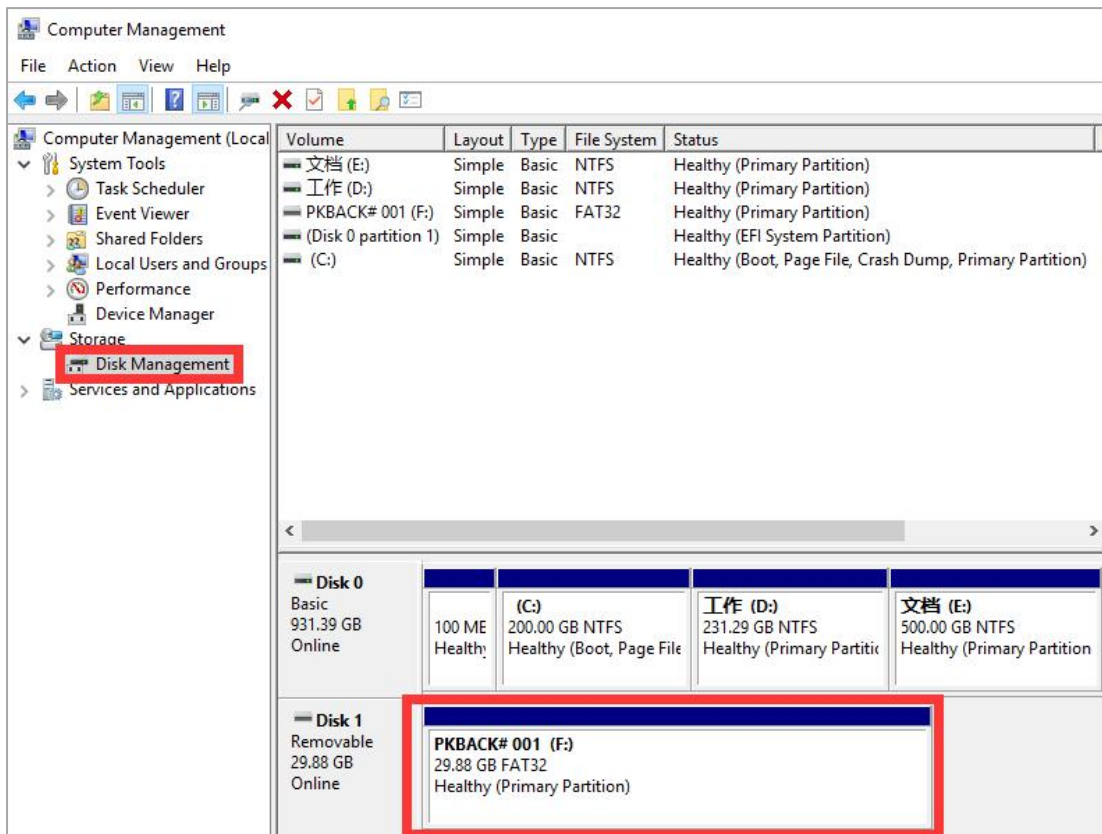 Computer Management
File Action View Help
Computer Management (Local
System Tools
Task Scheduler
Event Viewer
Shared Folders
Local Users and Groups
Performance
Device Manager
Storage
Disk Management
Services and Applications
Volume Layout Type File System Status
文档 (E:) Simple Basic NTFS Healthy (Primary Partition)
工作 (D:) Simple Basic NTFS Healthy (Primary Partition)
PKBACK# 001 (F:) Simple Basic FAT32 Healthy (Primary Partition)
(Disk 0 partition 1) Simple Basic Healthy (EFI System Partition)
(C:) Simple Basic NTFS Healthy (Boot, Page File, Crash Dump, Primary Partition)
Disk 0
Basic
931.39 GB
Online
100 ME
Healthy
(C:)
200.00 GB NTFS
Healthy (Boot, Page File
工作 (D:)
231.29 GB NTFS
Healthy (Primary Partitic
文档 (E:)
500.00 GB NTFS
Healthy (Primary Partition
Disk 1
Removable
29.88 GB
Online
PKBACK# 001 (F:)
29.88 GB FAT32
Healthy (Primary Partition)